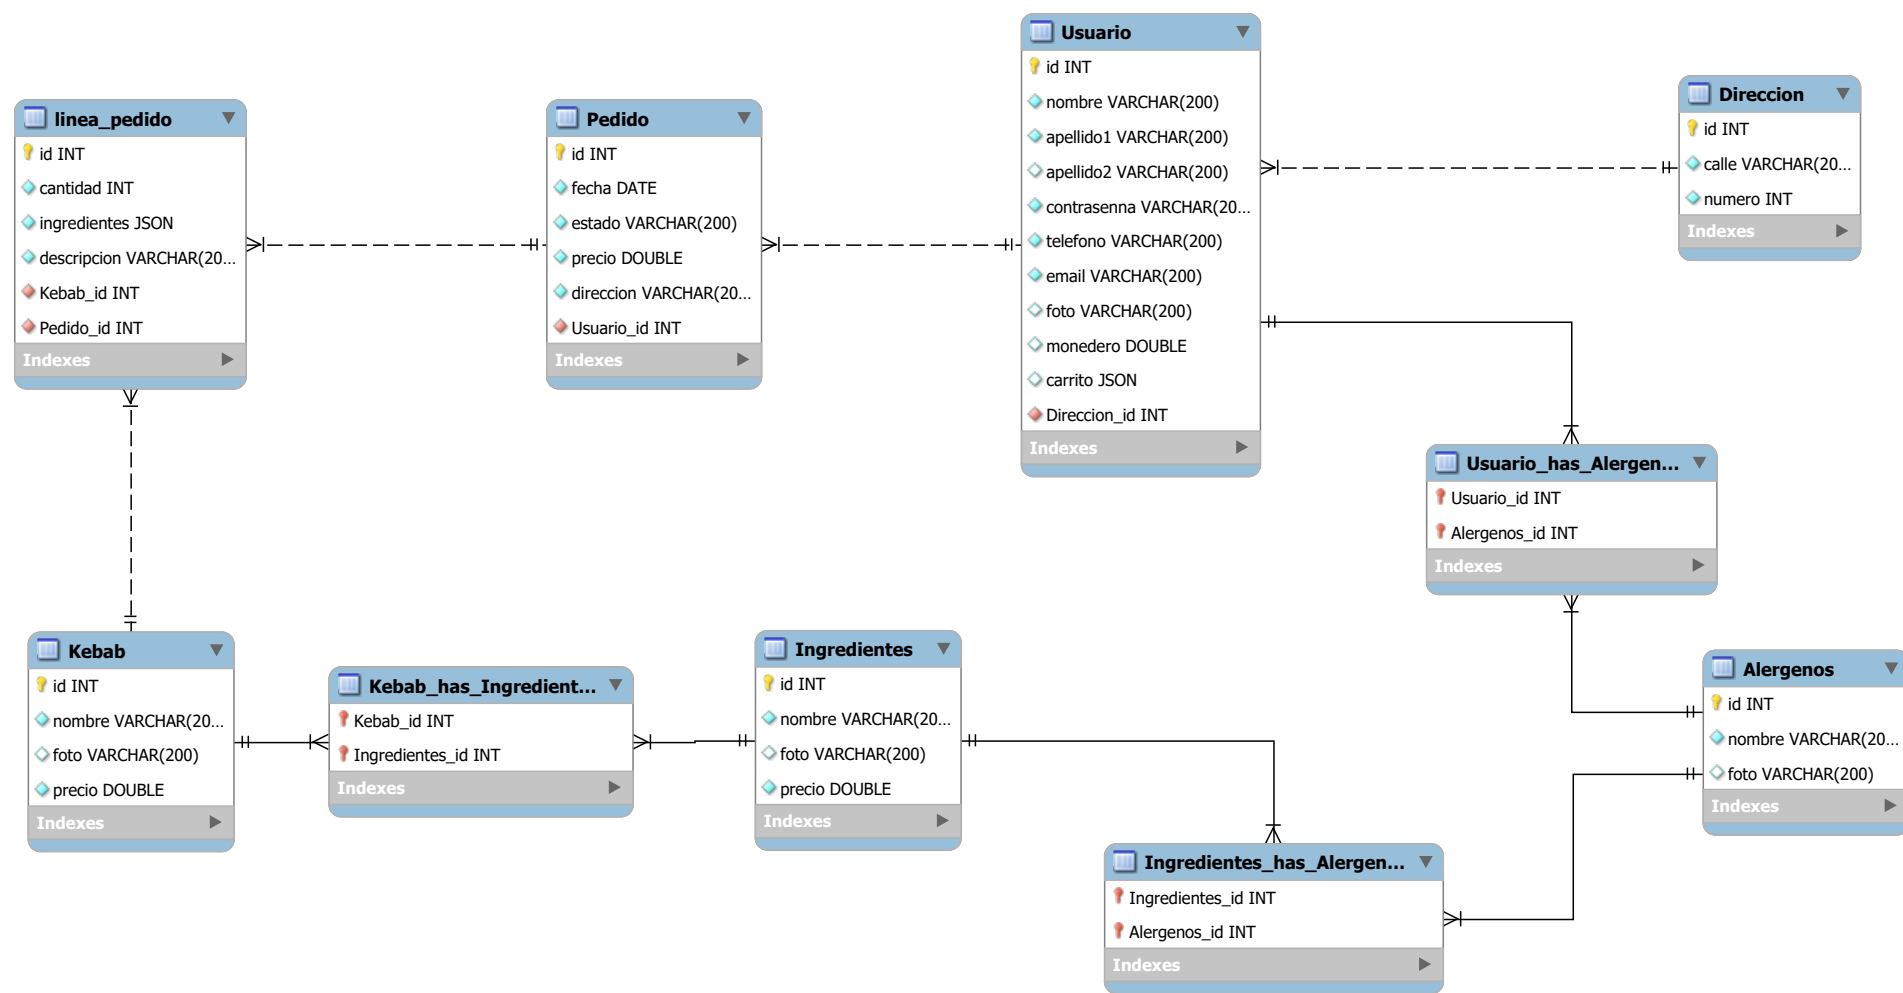 linea_pedido
id INT
cantidad INT
ingredientes JSON
descripcion VARCHAR(20...
Kebab_id INT
Pedido_id INT
Indexes
Pedido
id INT
fecha DATE
estado VARCHAR(200)
precio DOUBLE
direccion VARCHAR(20...
Usuario_id INT
Indexes
Usuario
id INT
nombre VARCHAR(200)
apellido1 VARCHAR(200)
apellido2 VARCHAR(200)
contrasenna VARCHAR(20...
telefono VARCHAR(200)
email VARCHAR(200)
foto VARCHAR(200)
monedero DOUBLE
carrito JSON
Direccion_id INT
Indexes
Direccion
id INT
calle VARCHAR(20...
numero INT
Indexes
Usuario_has_Alergen...
Usuario_id INT
Alergenos_id INT
Indexes
Kebab
id INT
nombre VARCHAR(20...
foto VARCHAR(200)
precio DOUBLE
Indexes
Kebab_has_Ingredient...
Kebab_id INT
Ingredientes_id INT
Indexes
Ingredientes
id INT
nombre VARCHAR(20...
foto VARCHAR(200)
precio DOUBLE
Indexes
Alergenos
id INT
nombre VARCHAR(20...
foto VARCHAR(200)
Indexes
Ingredientes_has_Alergen...
Ingredientes_id INT
Alergenos_id INT
Indexes